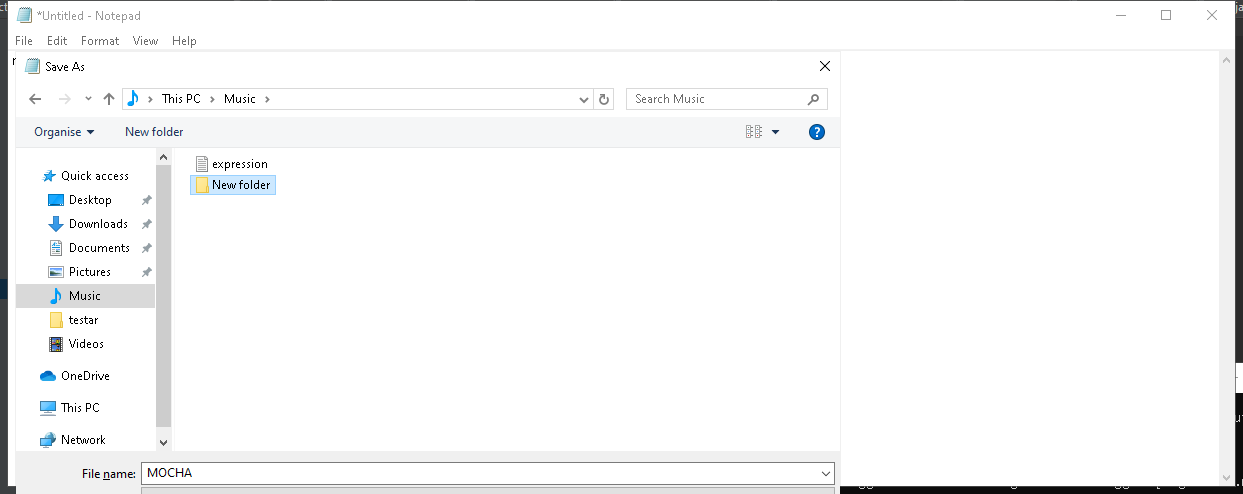 *Untitled - Notepad
File Edit Format View Help
Save As
This PC Music
Search Music
Organise New folder
Quick access
Desktop
Downloads
Documents
Pictures
Music
testar
Videos
OneDrive
This PC
Network
expression
New folder
File name: MOCHA